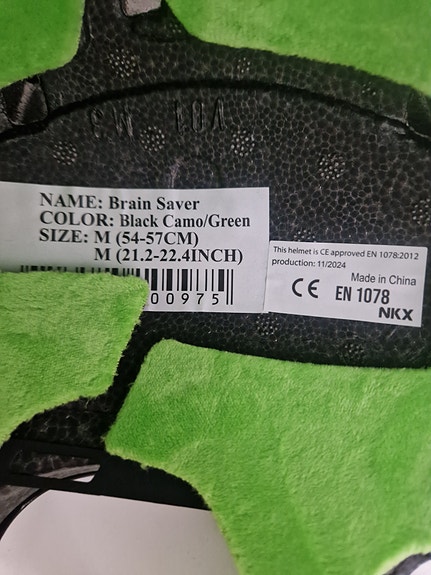 NAME: Brain Saver
COLOR: Black Camo/Green
SIZE: M (54-57CM)
M (21.2-22.4INCH)
00975
This helmet is CE approved EN 1078:2012
production: 11/2024
Made in China
CE EN 1078
NKX